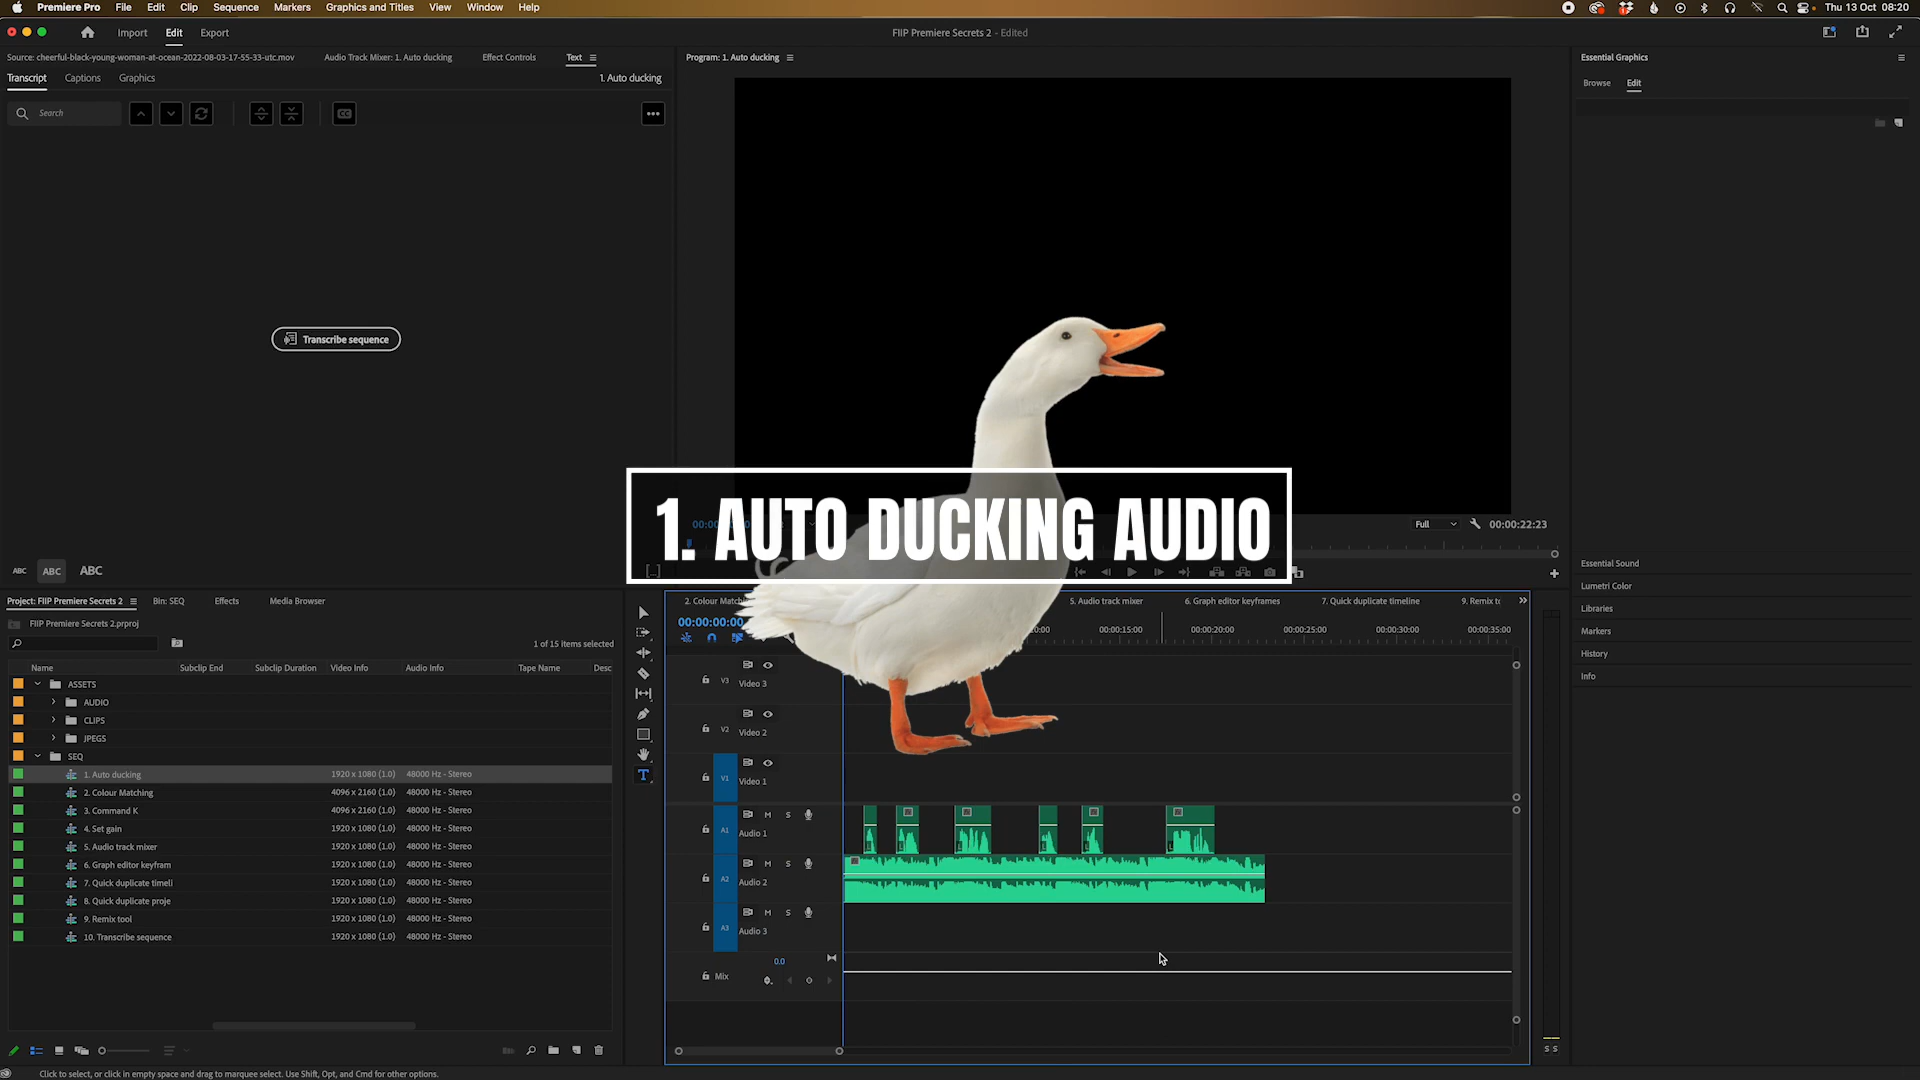 Premiere Pro File Edit Clip Sequence Markers Graphics and Titles View Window Help Thu 13 Oct 08:20
Import Edit Export FIIP Premiere Secrets 2 - Edited
Source: cheerful-black-young-woman-at-ocean-2022-08-03-17-55-33-utc.mov Audio Track Mixer: 1. Auto ducking Effect Controls Text Program: 1. Auto ducking Essential Graphics
Transcript Captions Graphics 1. Auto ducking Browse Edit
Search CC
Transcribe sequence
1. AUTO DUCKING AUDIO
00:00 Full 00:00:22:23
ABC ABC ABC
Essential Sound
Lumetri Color
Libraries
Markers
History
Info
Project: FIIP Premiere Secrets 2 Bin: SEQ Effects Media Browser
FIIP Premiere Secrets 2.prproj
1 of 15 items selected
Name Subclip End Subclip Duration Video Info Audio Info Tape Name Desc
ASSETS
AUDIO
CLIPS
JPEGS
SEQ
1. Auto ducking 1920 x 1080 (1.0) 48000 Hz - Stereo
2. Colour Matching 4096 x 2160 (1.0) 48000 Hz - Stereo
3. Command K 4096 x 2160 (1.0) 48000 Hz - Stereo
4. Set gain 1920 x 1080 (1.0) 48000 Hz - Stereo
5. Audio track mixer 1920 x 1080 (1.0) 48000 Hz - Stereo
6. Graph editor keyfram 1920 x 1080 (1.0) 48000 Hz - Stereo
7. Quick duplicate timeli 1920 x 1080 (1.0) 48000 Hz - Stereo
8. Quick duplicate proje 1920 x 1080 (1.0) 48000 Hz - Stereo
9. Remix tool 1920 x 1080 (1.0) 48000 Hz - Stereo
10. Transcribe sequence 1920 x 1080 (1.0) 48000 Hz - Stereo
2. Colour Match 5. Audio track mixer 6. Graph editor keyframes 7. Quick duplicate timeline 9. Remix to
00:00:00:00 0:00 00:00:15:00 00:00:20:00 00:00:25:00 00:00:30:00 00:00:35:00
V3 Video 3
V2 Video 2
V1 Video 1
A1 M S Audio 1
A2 M S Audio 2
A3 M S Audio 3
0.0
Mix
S S
Click to select, or click in empty space and drag to marquee select. Use Shift, Opt, and Cmd for other options.